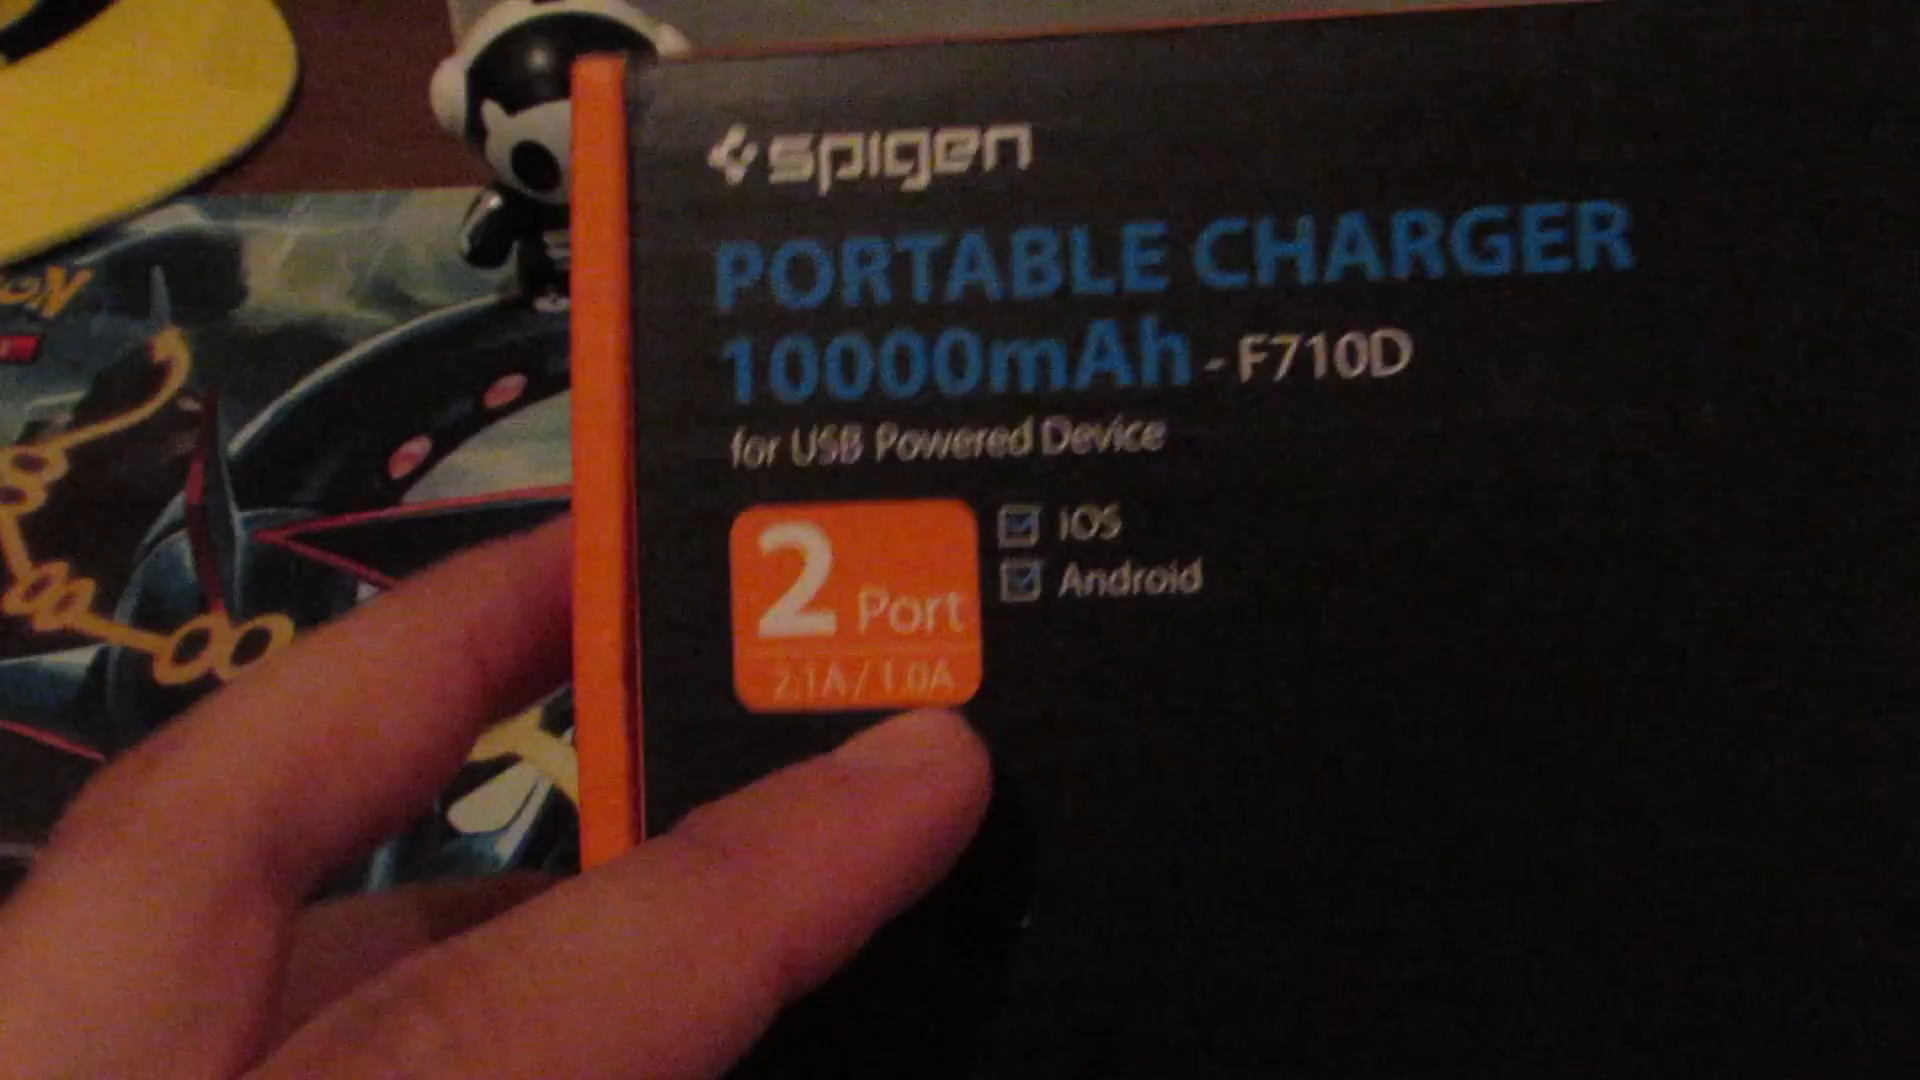 spigen
PORTABLE CHARGER
10000mAh - F710D
for USB Powered Device
2 Port
2.1A / 1.0A
iOS
Android